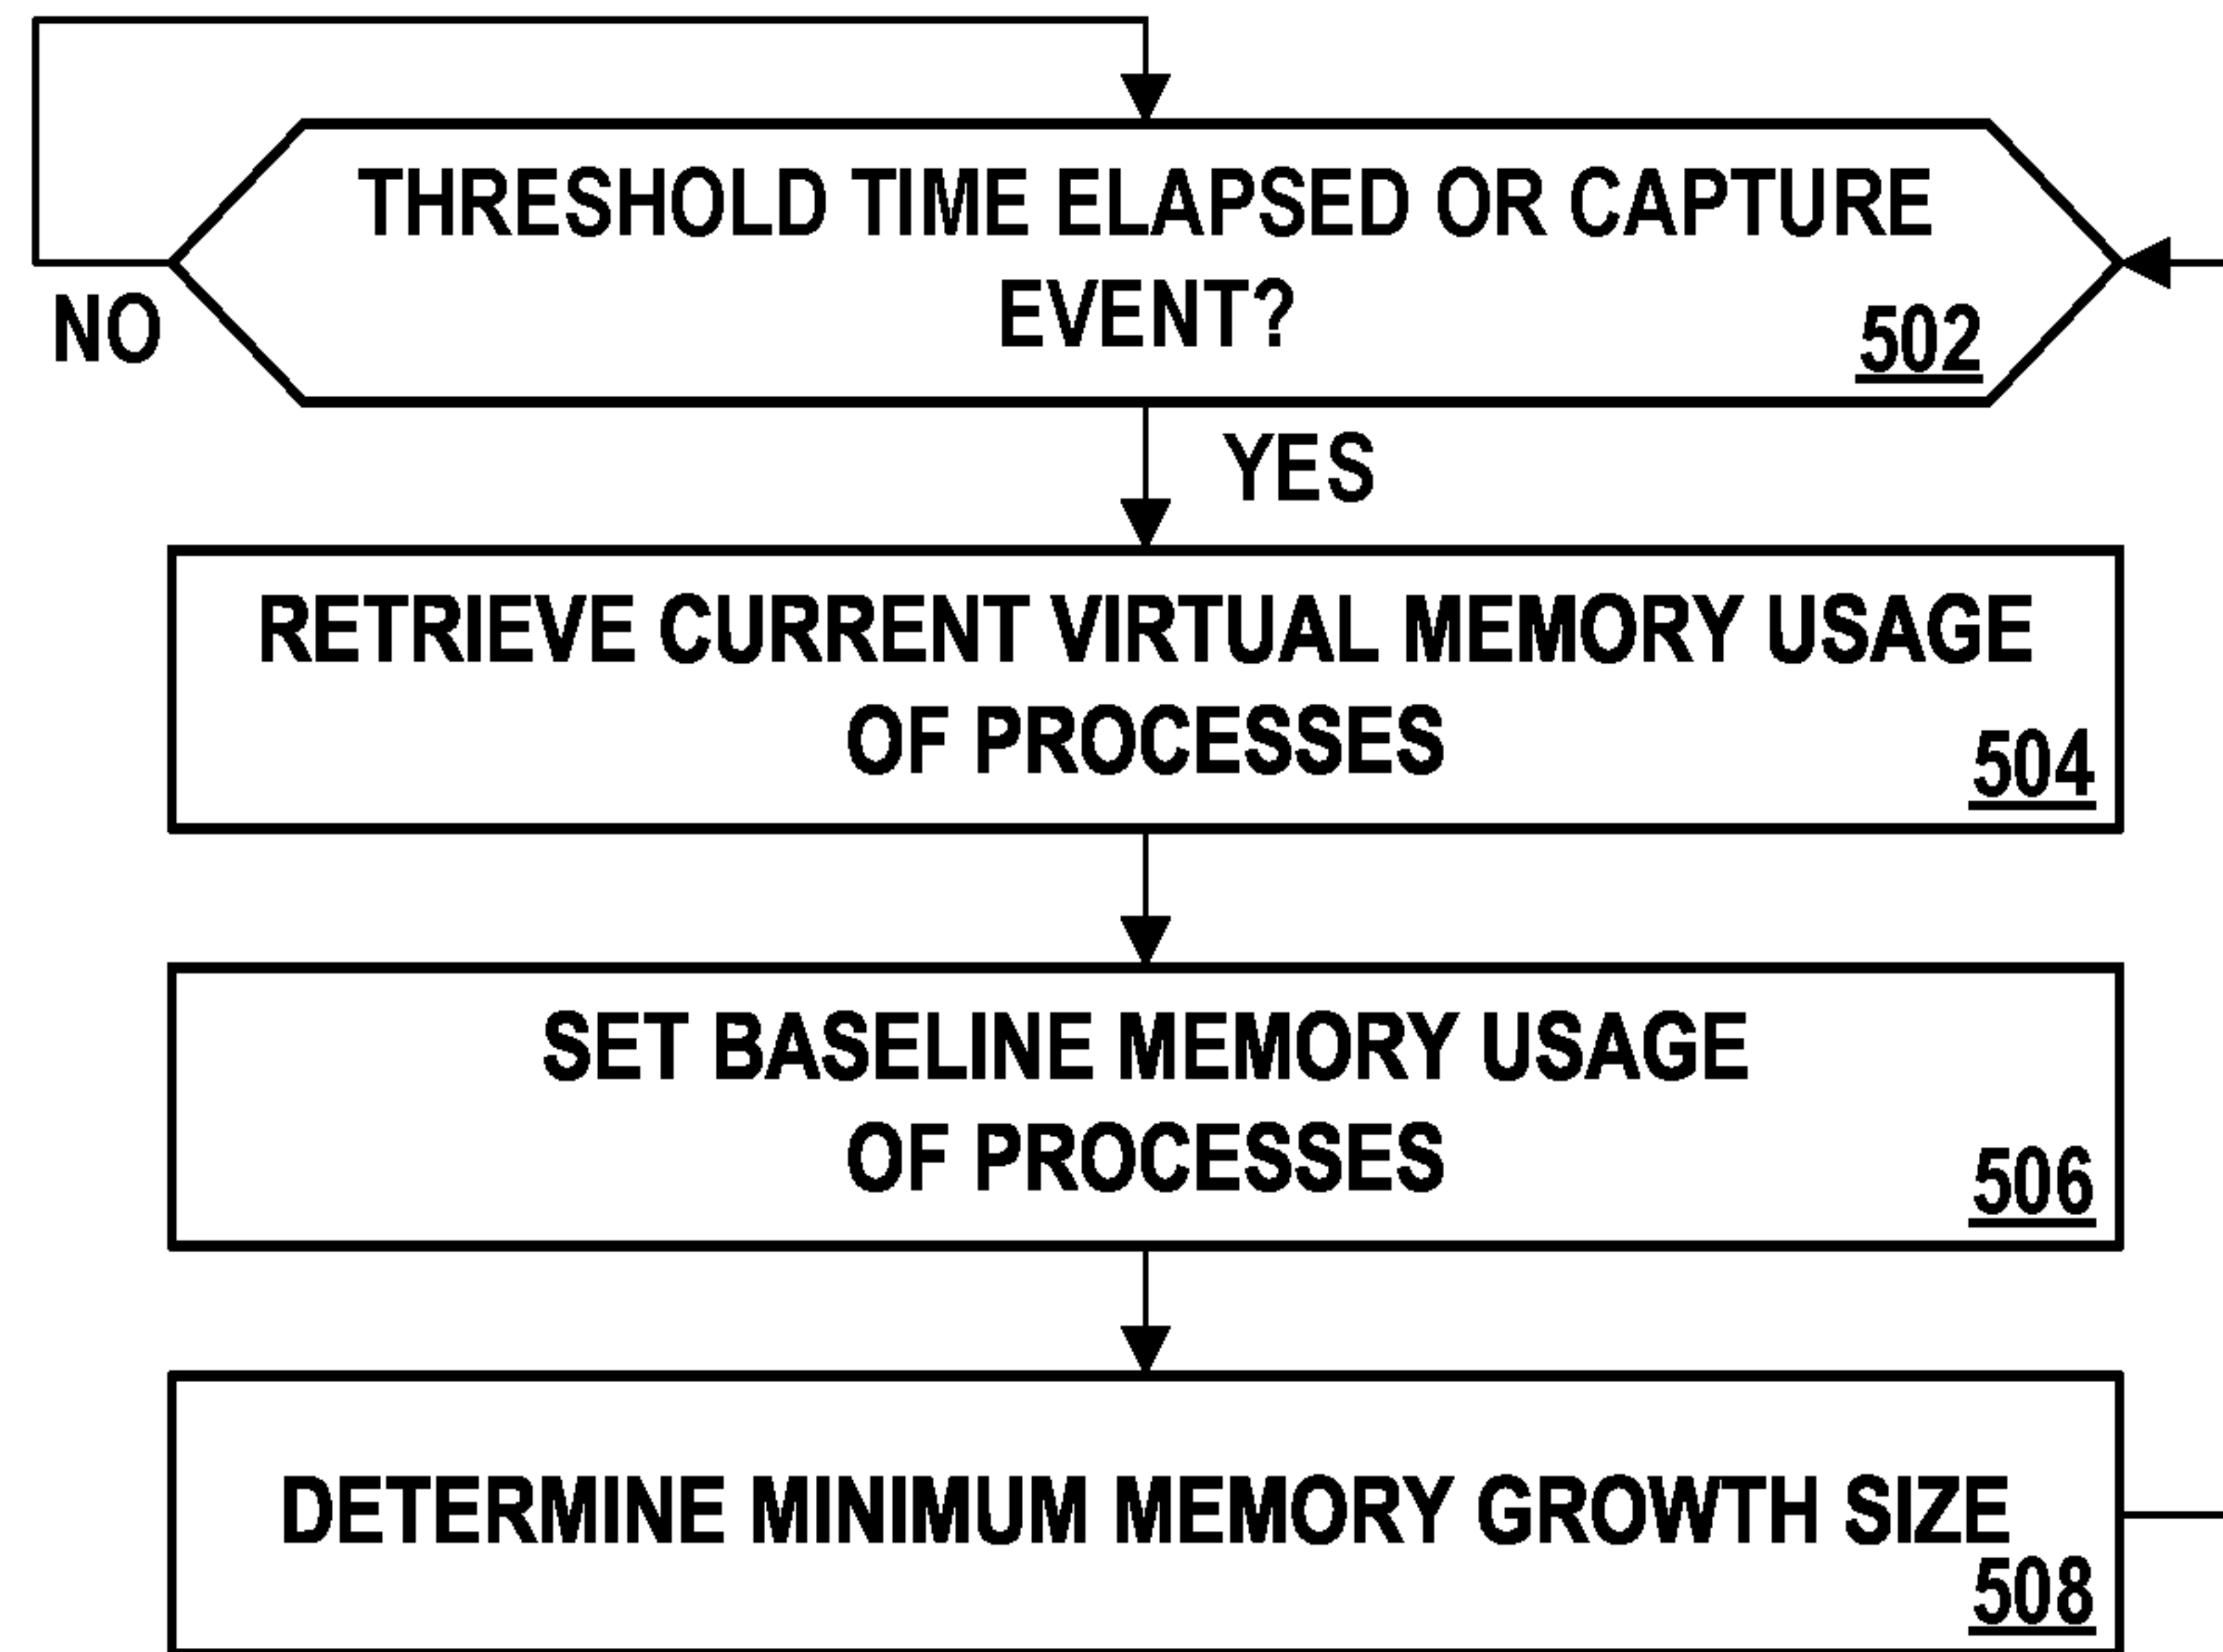 THRESHOLD TIME ELAPSED OR CAPTURE
EVENT?
502
NO
YES
RETRIEVE CURRENT VIRTUAL MEMORY USAGE
OF PROCESSES
504
SET BASELINE MEMORY USAGE
OF PROCESSES
506
DETERMINE MINIMUM MEMORY GROWTH SIZE
508